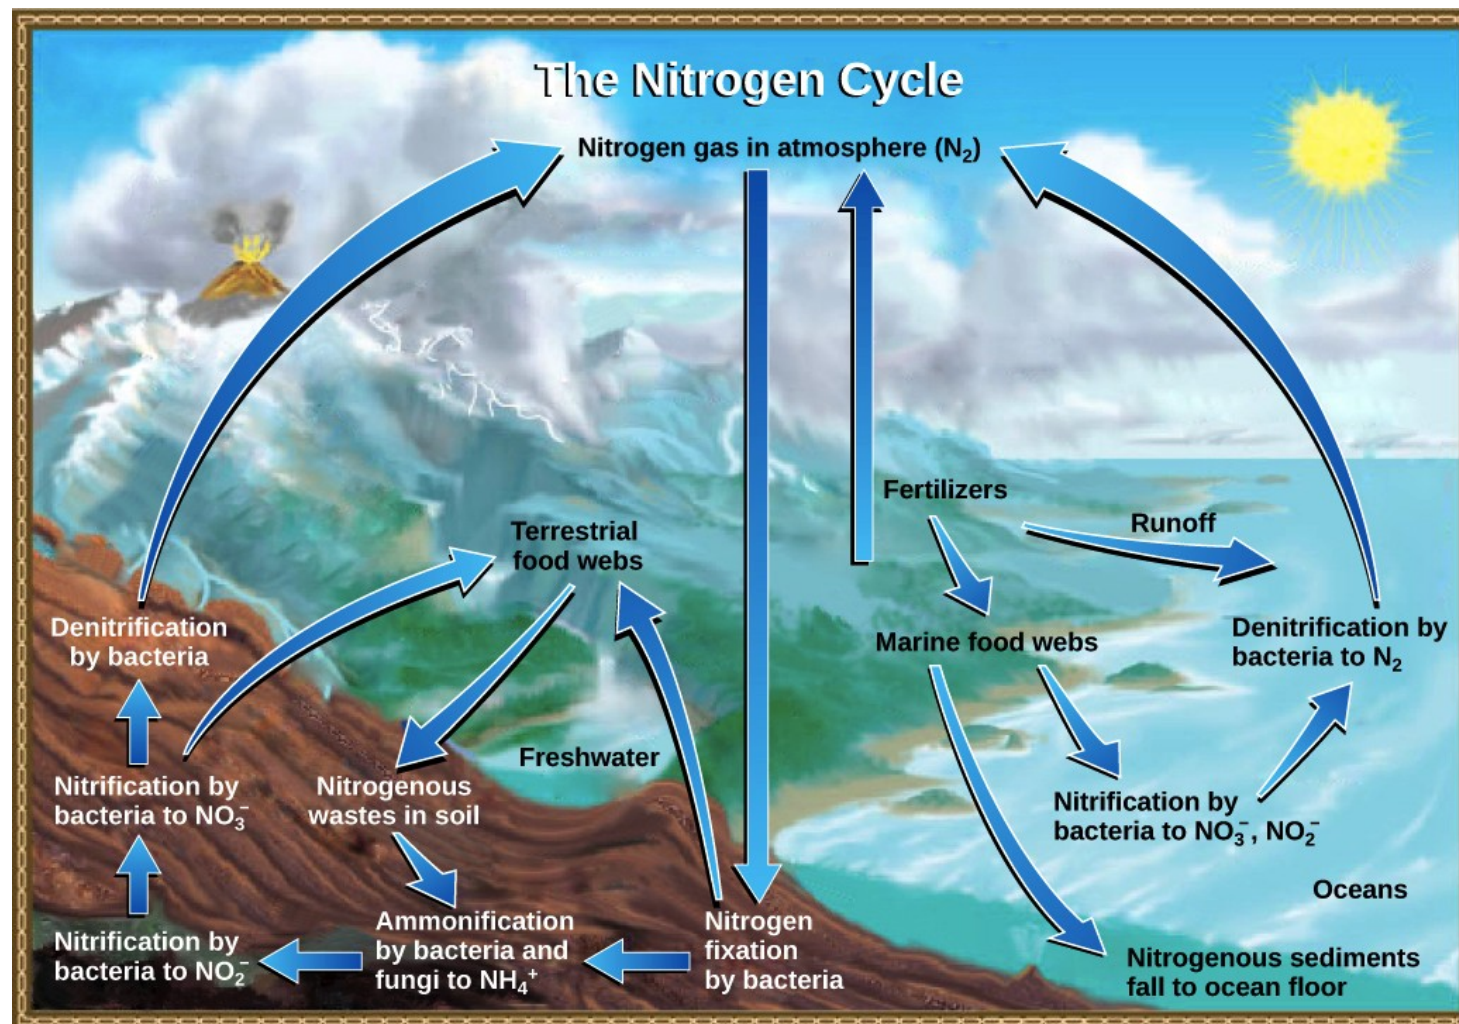 The Nitrogen Cycle
Nitrogen gas in atmosphere (N₂)
Fertilizers
Runoff
Terrestrial
food webs
Denitrification
by bacteria
Marine food webs
Denitrification by
bacteria to N₂
Freshwater
Nitrification by
bacteria to NO₃⁻
Nitrogenous
wastes in soil
Nitrification by
bacteria to NO₃⁻, NO₂⁻
Oceans
Nitrification by
bacteria to NO₂⁻
Ammonification
by bacteria and
fungi to NH₄⁺
Nitrogen
fixation
by bacteria
Nitrogenous sediments
fall to ocean floor